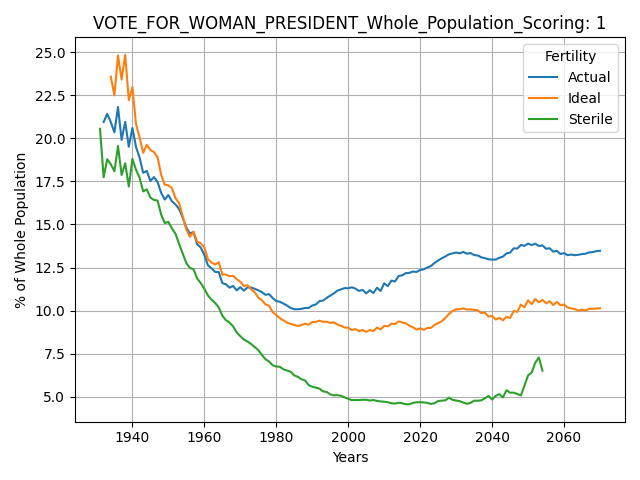 VOTE_FOR_WOMAN_PRESIDENT_Whole_Population_Scoring: 1
Fertility
Actual
Ideal
Sterile
% of Whole Population
25.0
22.5
20.0
17.5
15.0
12.5
10.0
7.5
5.0
1940 1960 1980 2000 2020 2040 2060
Years